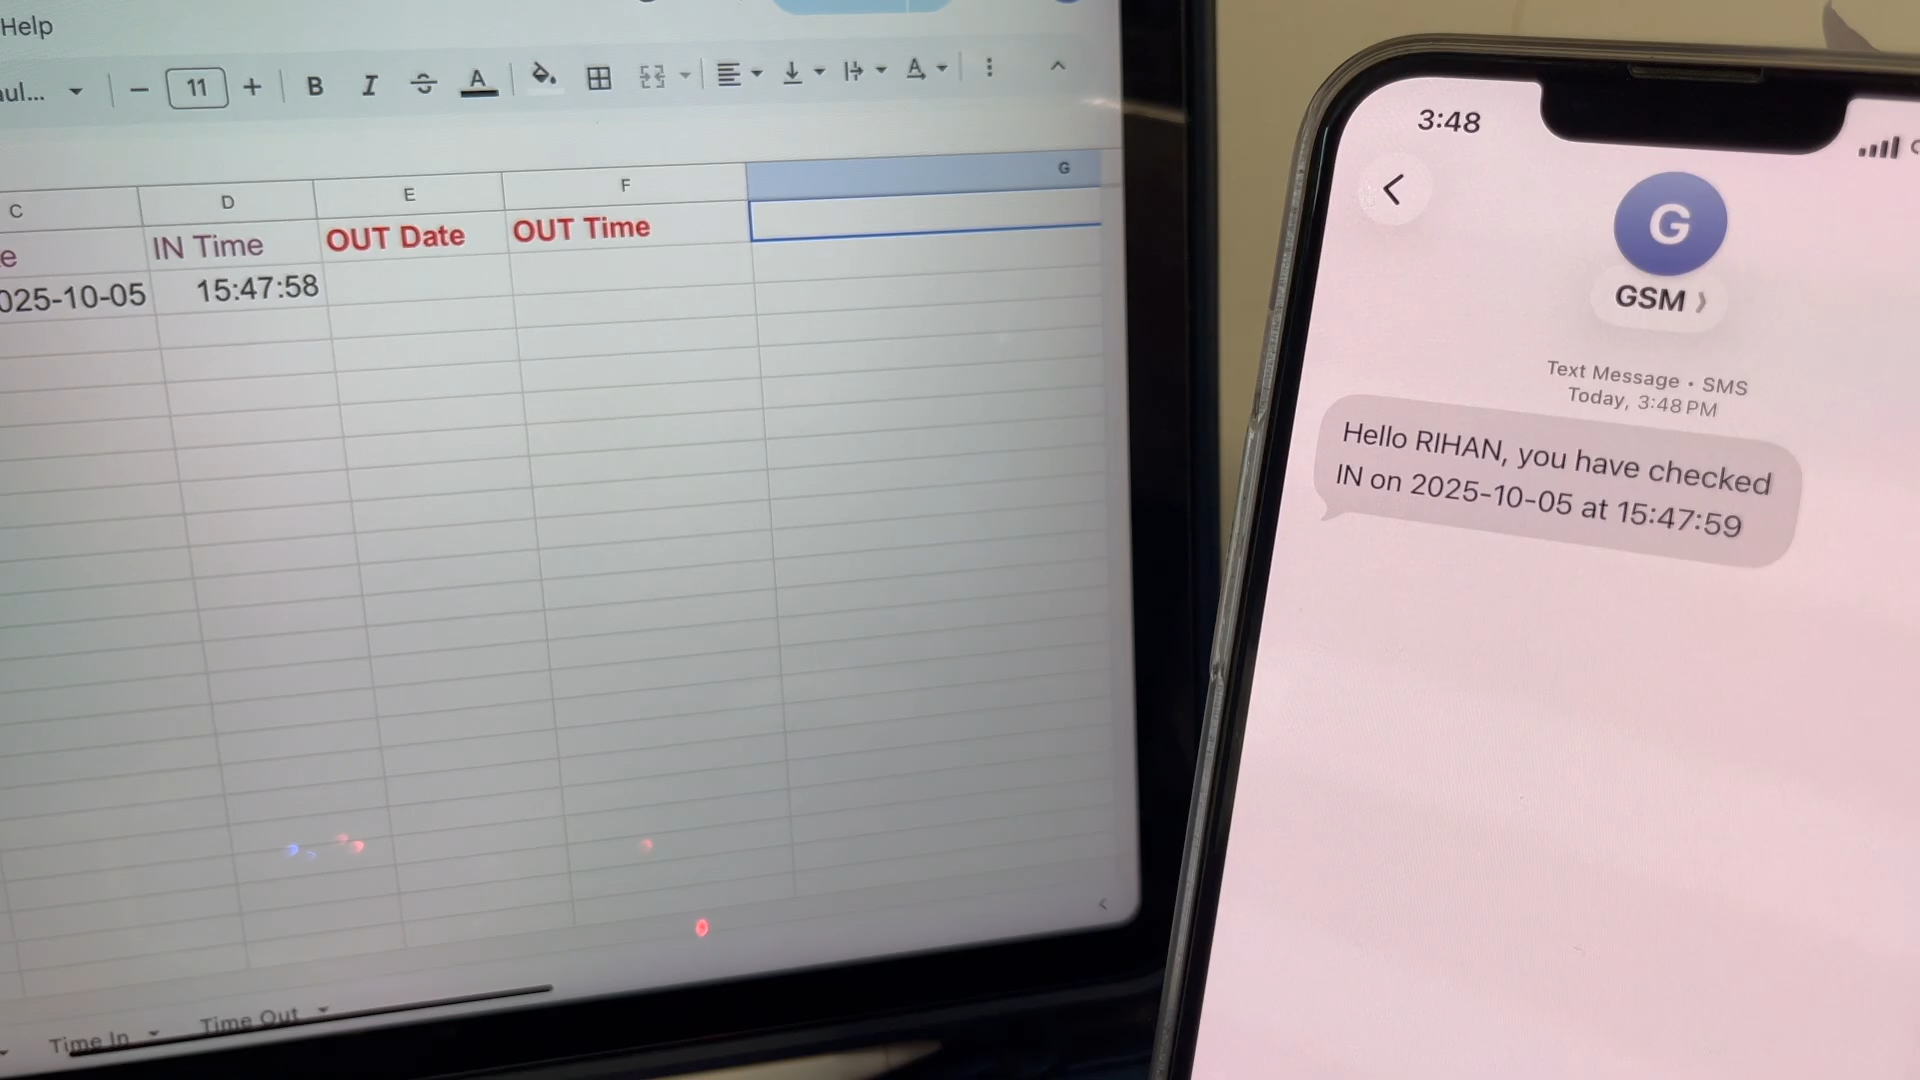 Help
11
B I A
A
C D E F G
e IN Time OUT Date OUT Time
025-10-05 15:47:58
Time In Time Out
3:48
G
GSM
Text Message • SMS
Today, 3:48 PM
Hello RIHAN, you have checked
IN on 2025-10-05 at 15:47:59